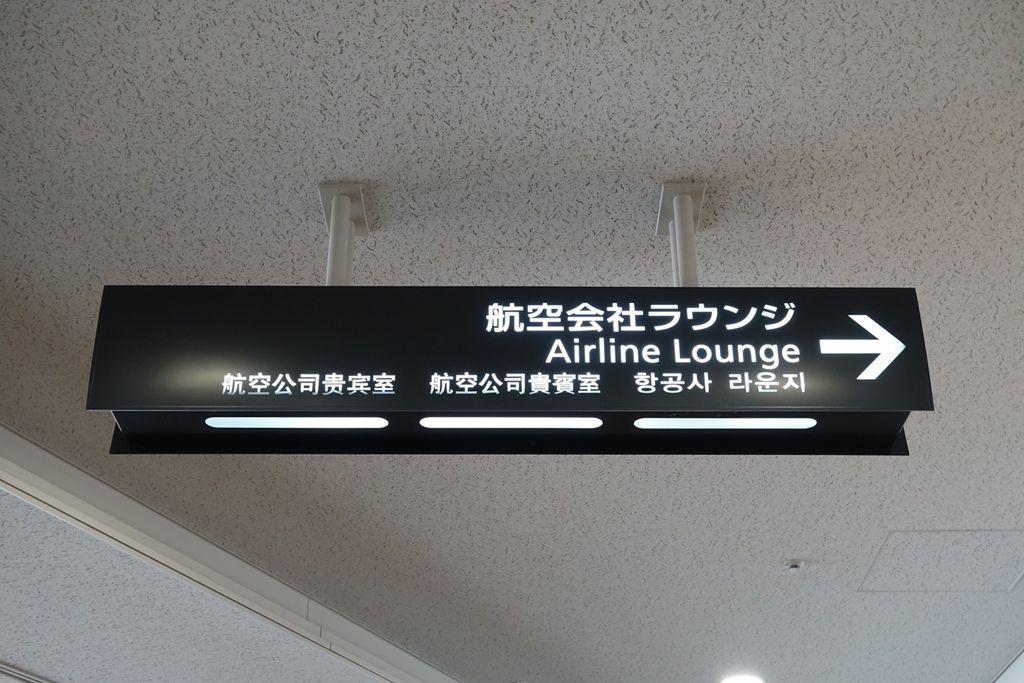 航空会社ラウンジ
Airline Lounge
航空公司贵宾室 航空公司貴賓室 항공사 라운지